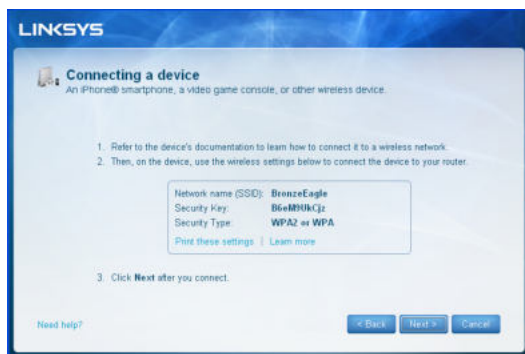 LINKSYS
Connecting a device
An iPhone® smartphone, a video game console, or other wireless device.
1. Refer to the device's documentation to learn how to connect it to a wireless network.
2. Then, on the device, use the wireless settings below to connect the device to your router.
Network name (SSID): BronzeEagle
Security Key: B6eM9UkCjz
Security Type: WPA2 or WPA
Print these settings | Learn more
3. Click Next after you connect.
Need help?
< Back Next > Cancel